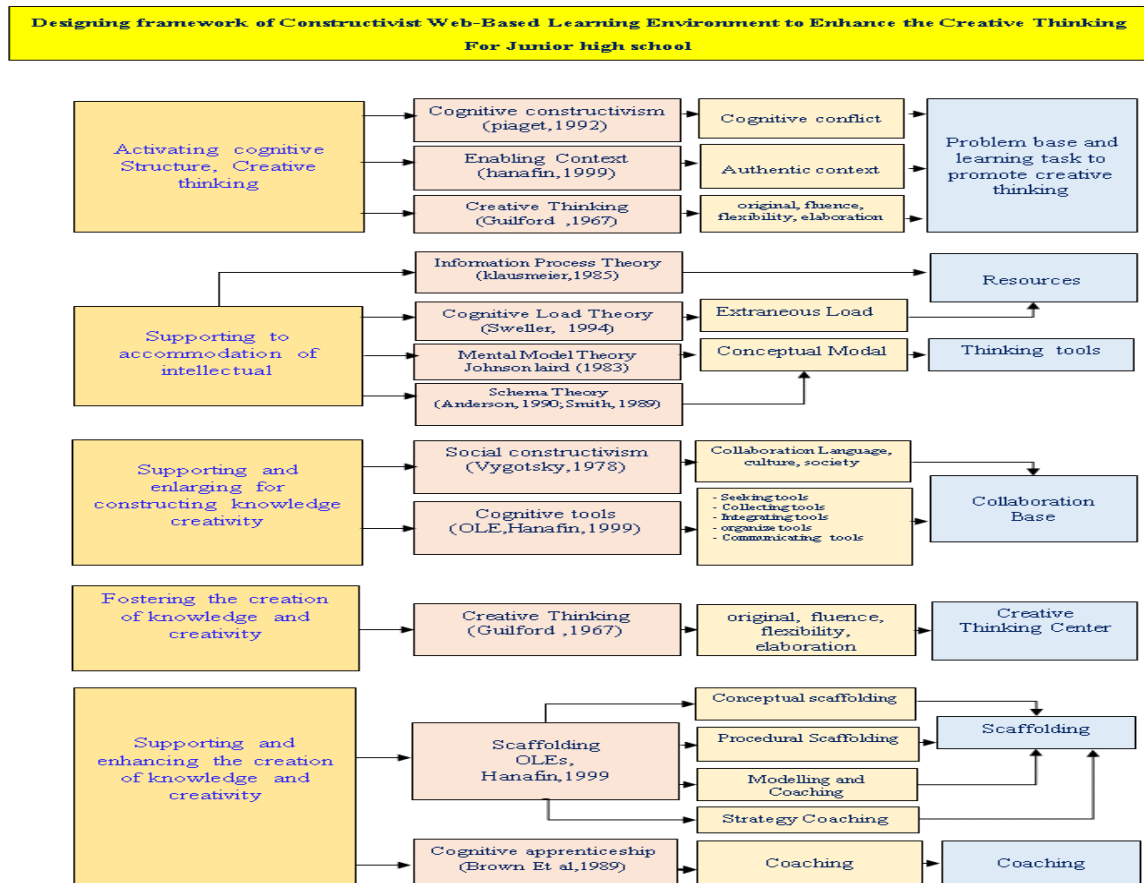 Designing framework of Constructivist Web-Based Learning Environment to Enhance the Creative Thinking
For Junior high school
Activating cognitive
Structure, Creative
thinking
Cognitive constructivism
(piaget,1992)
Cognitive conflict
Enabling Context
(hanafin,1999)
Authentic context
Creative Thinking
(Guilford ,1967)
original, fluence,
flexibility, elaboration
Problem base and
learning task to
promote creative
thinking
Supporting to
accommodation of
intellectual
Information Process Theory
(klausmeier,1985)
Resources
Cognitive Load Theory
(Sweller, 1994)
Extraneous Load
Mental Model Theory
Johnson laird (1983)
Conceptual Modal
Thinking tools
Schema Theory
(Anderson,1990;Smith,1989)
Supporting and
enlarging for
constructing knowledge
creativity
Social constructivism
(Vygotsky,1978)
Collaboration Language,
culture, society
Cognitive tools
(OLE,Hanafin,1999)
- Seeking tools
- Collecting tools
- Integrating tools
- organize tools
- Communicating tools
Collaboration
Base
Fostering the creation
of knowledge and
creativity
Creative Thinking
(Guilford ,1967)
original, fluence,
flexibility,
elaboration
Creative
Thinking Center
Supporting and
enhancing the creation
of knowledge and
creativity
Scaffolding
OLEs,
Hanafin,1999
Conceptual scaffolding
Procedural Scaffolding
Modelling and
Coaching
Strategy Coaching
Scaffolding
Cognitive apprenticeship
(Brown Et al,1989)
Coaching
Coaching